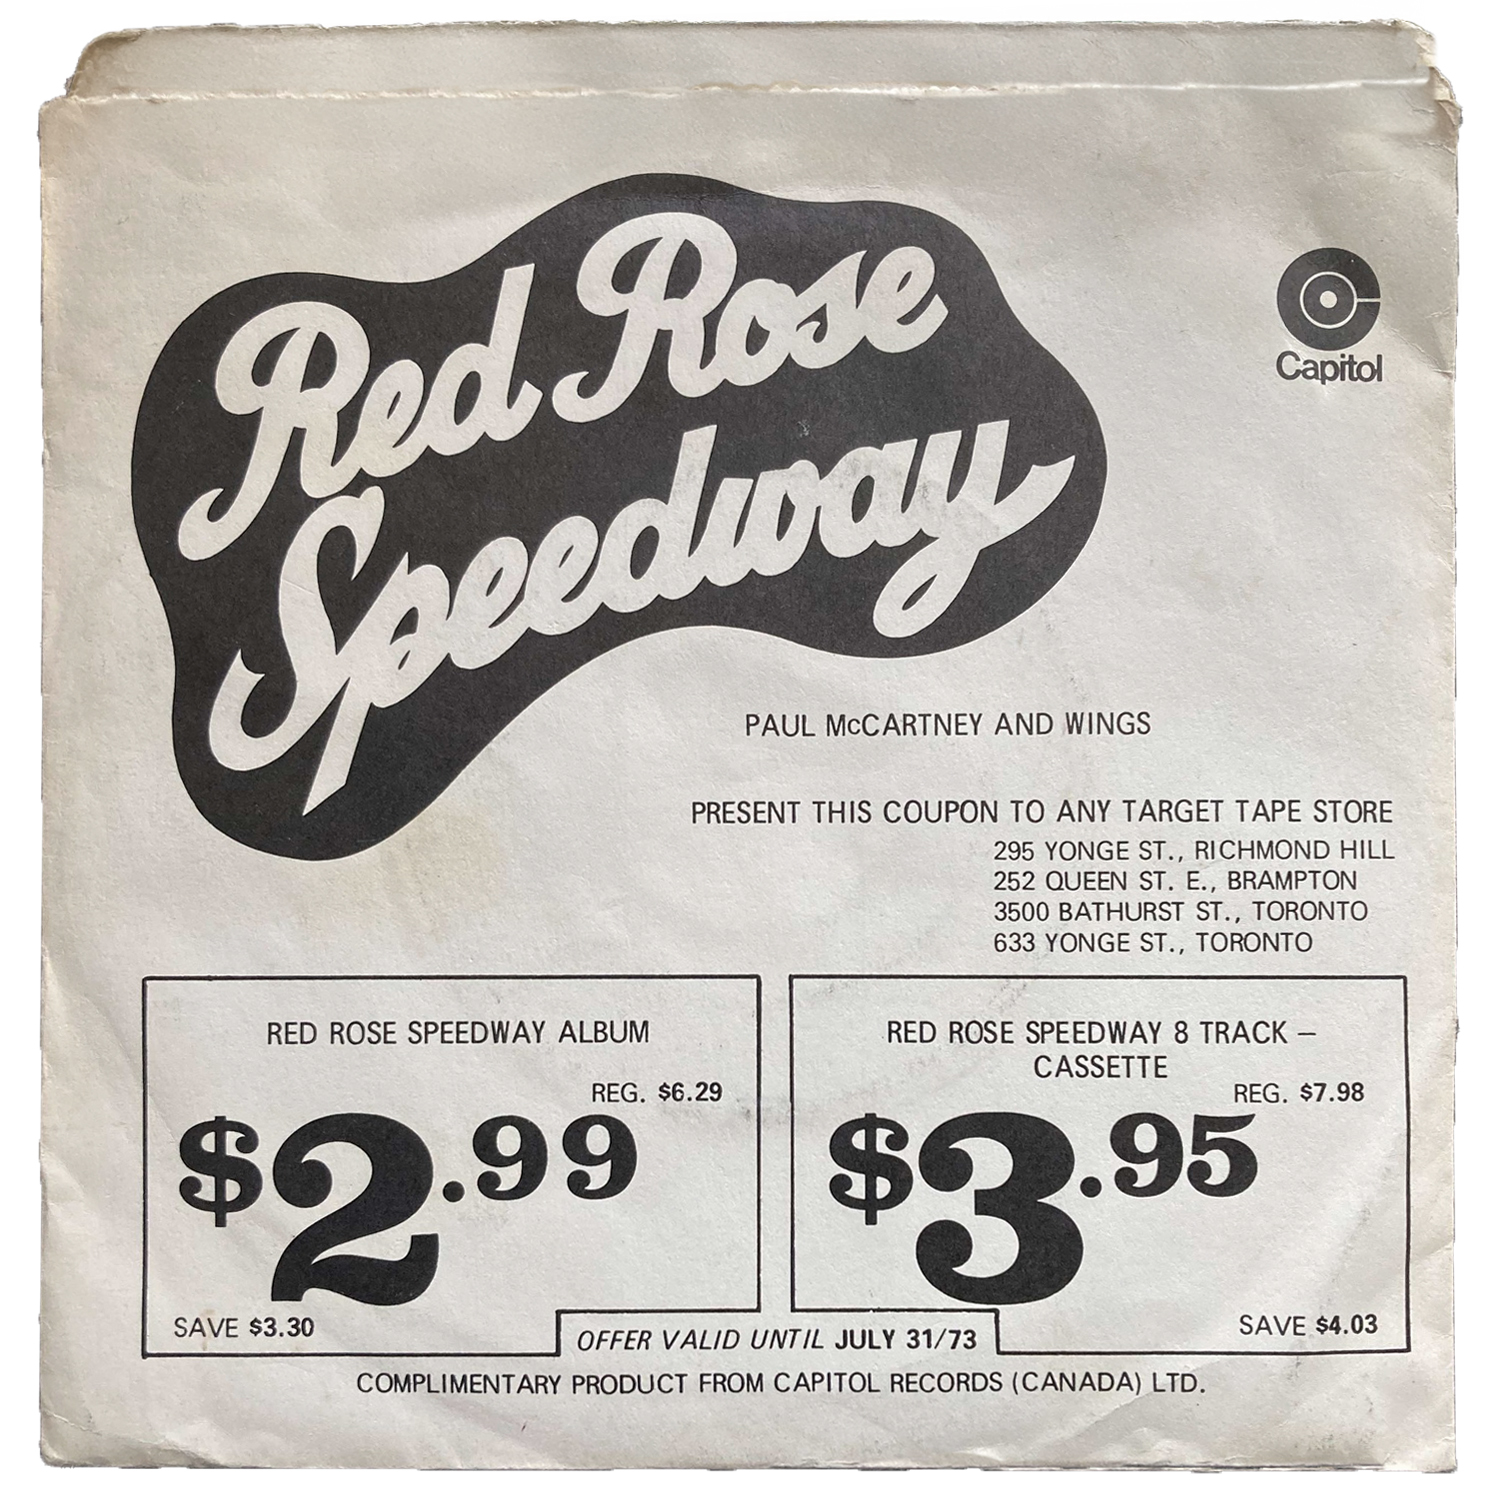 Red Rose
Speedway
Capitol
PAUL McCARTNEY AND WINGS
PRESENT THIS COUPON TO ANY TARGET TAPE STORE
295 YONGE ST., RICHMOND HILL
252 QUEEN ST. E., BRAMPTON
3500 BATHURST ST., TORONTO
633 YONGE ST., TORONTO
RED ROSE SPEEDWAY ALBUM
REG. $6.29
$2.99
SAVE $3.30
RED ROSE SPEEDWAY 8 TRACK –
CASSETTE
REG. $7.98
$3.95
SAVE $4.03
OFFER VALID UNTIL JULY 31/73
COMPLIMENTARY PRODUCT FROM CAPITOL RECORDS (CANADA) LTD.